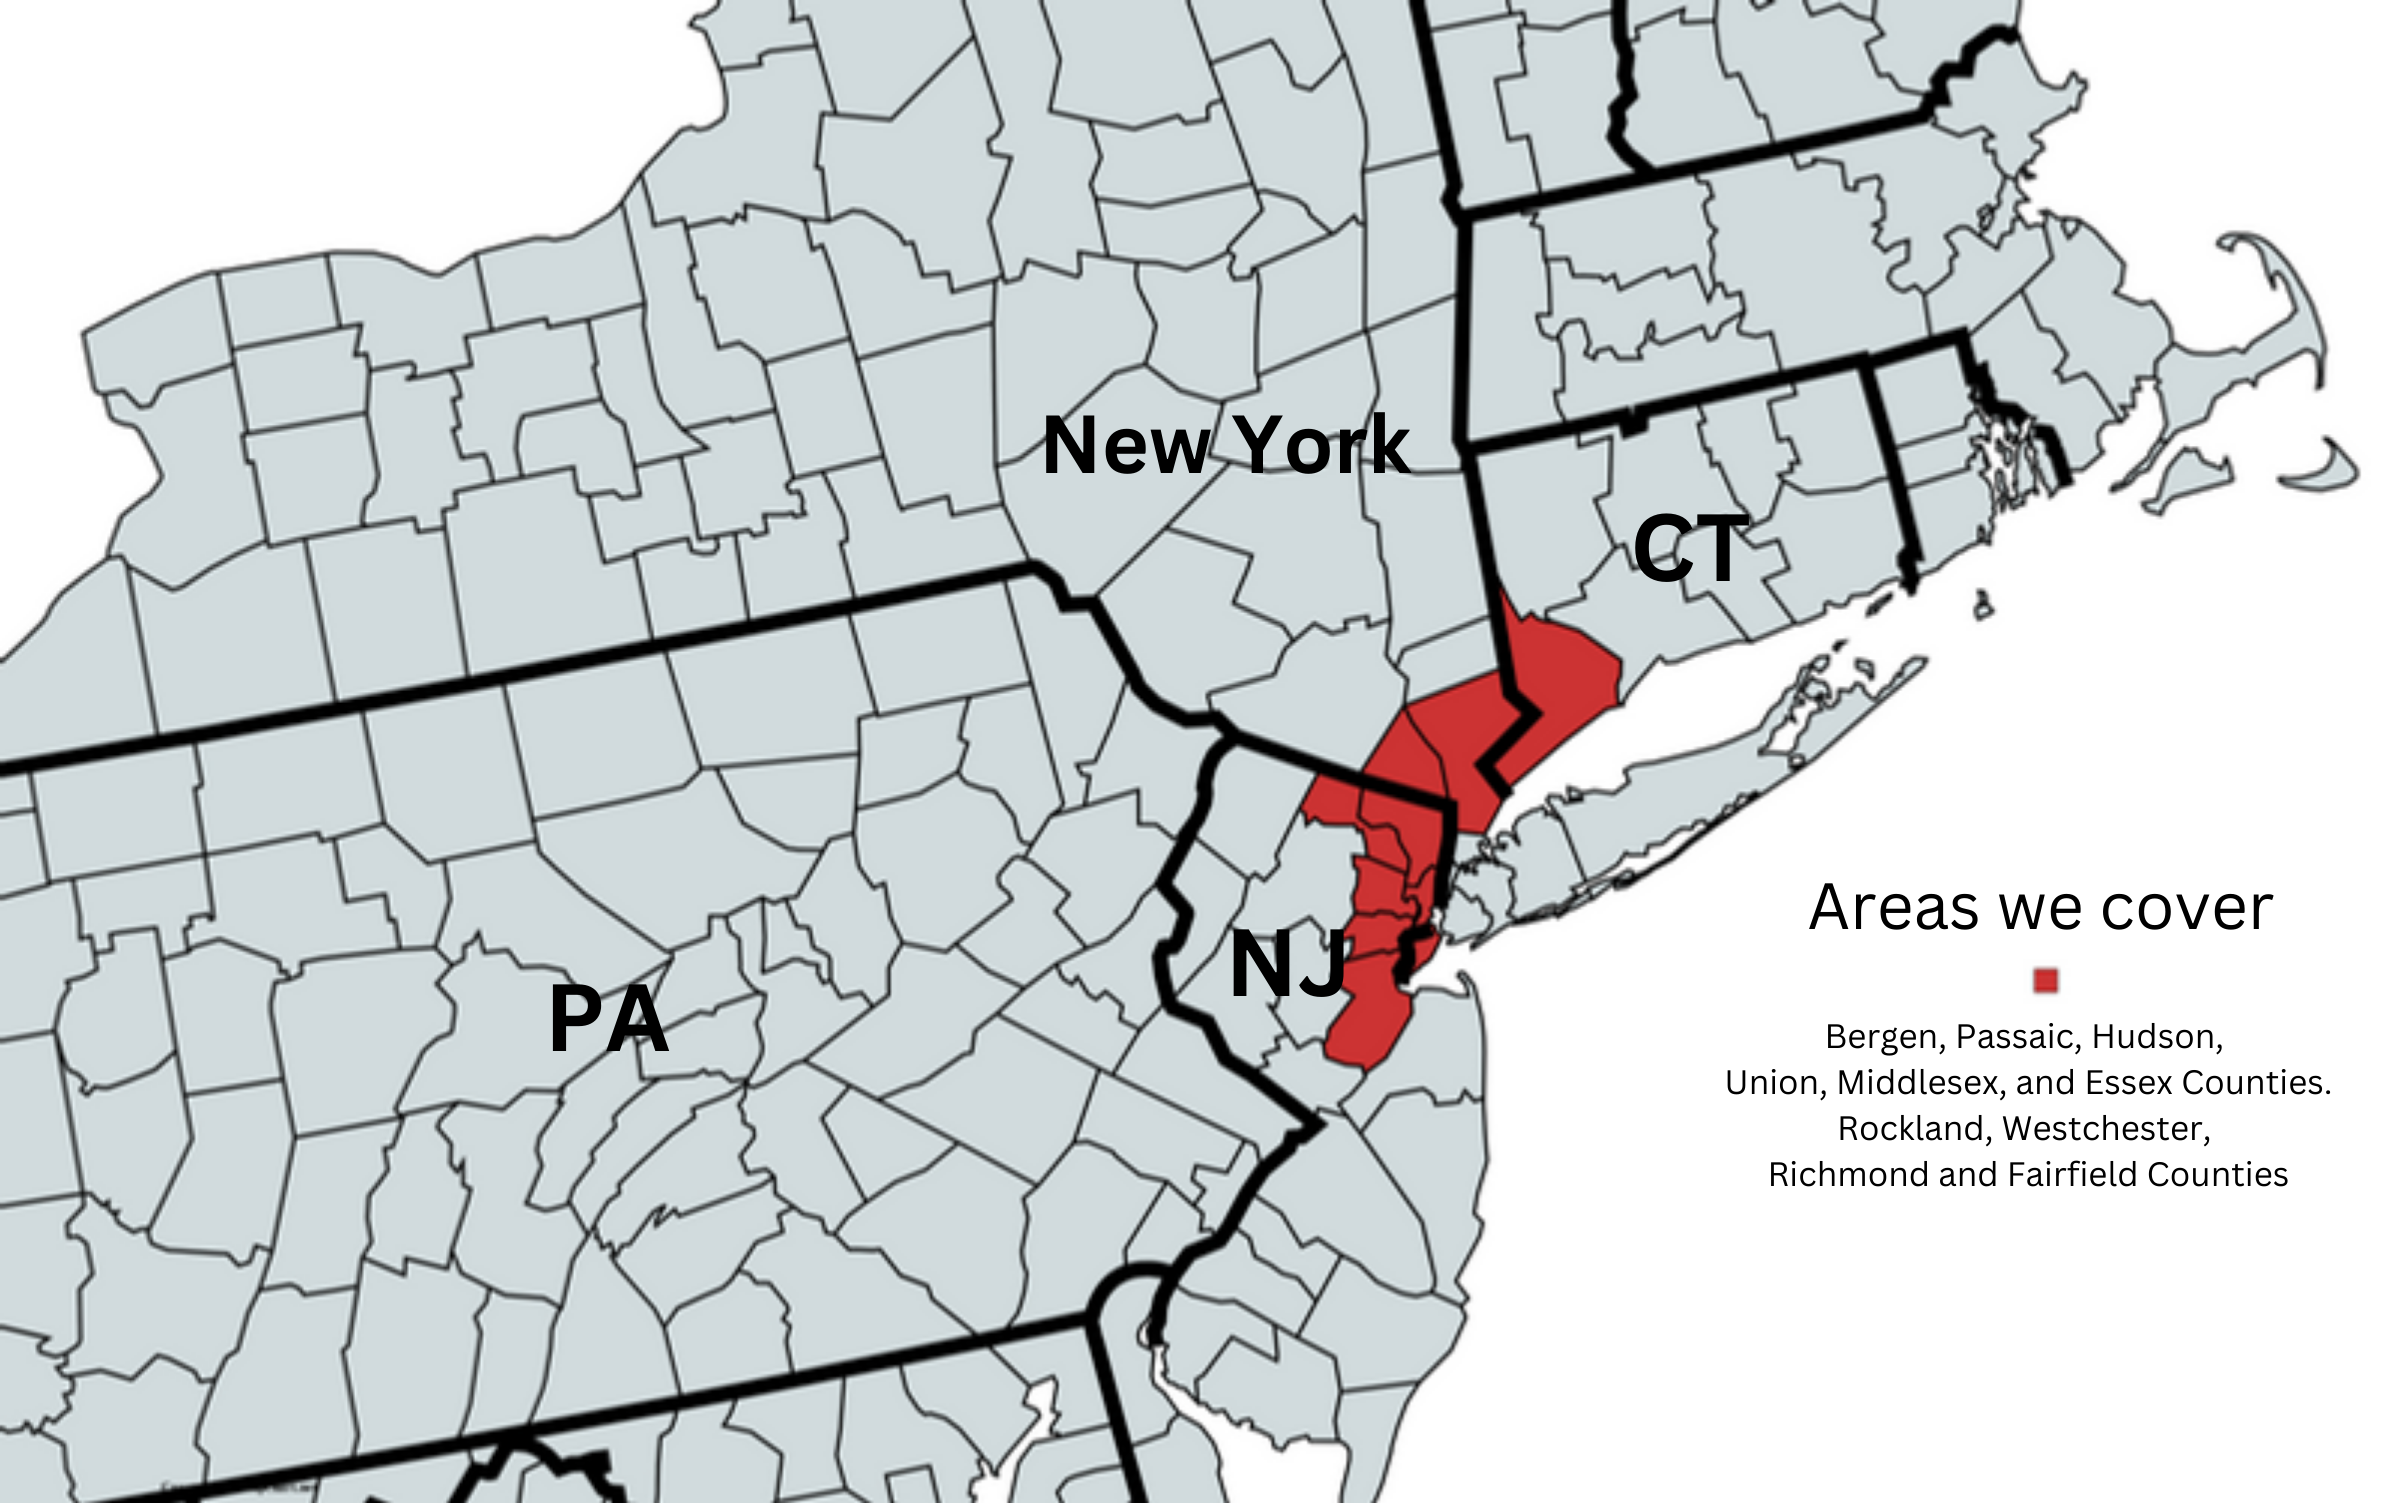 New York
CT
NJ
PA
Areas we cover
Bergen, Passaic, Hudson,
Union, Middlesex, and Essex Counties.
Rockland, Westchester,
Richmond and Fairfield Counties